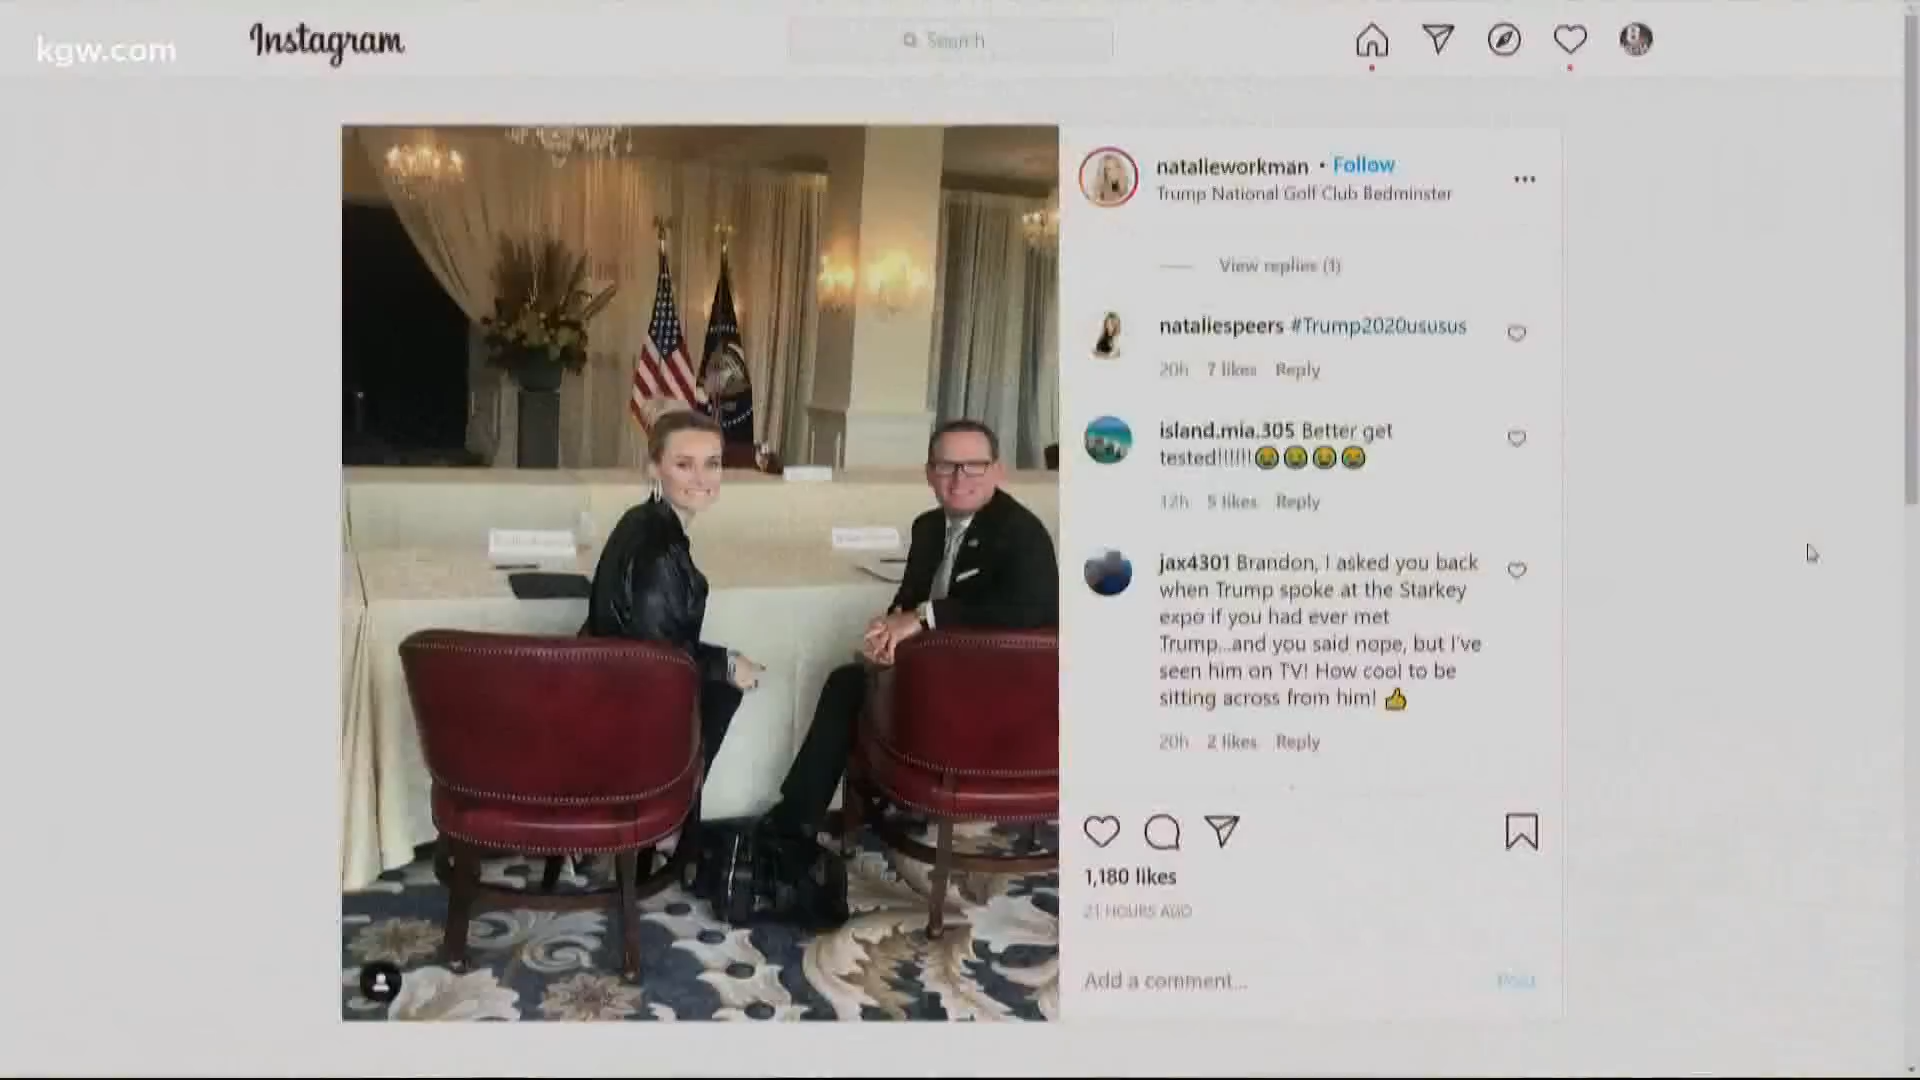 kgw.com
Instagram
Search
natalieworkman • Follow
Trump National Golf Club Bedminster
View replies (1)
nataliespeers #Trump2020ususus
20h 7 likes Reply
island.mia.305 Better get
tested!!!!!!!😂😂😂😂
12h 5 likes Reply
jax4301 Brandon, I asked you back
when Trump spoke at the Starkey
expo if you had ever met
Trump...and you said nope, but I've
seen him on TV! How cool to be
sitting across from him! 👍
20h 2 likes Reply
1,180 likes
21 HOURS AGO
Add a comment...
Post